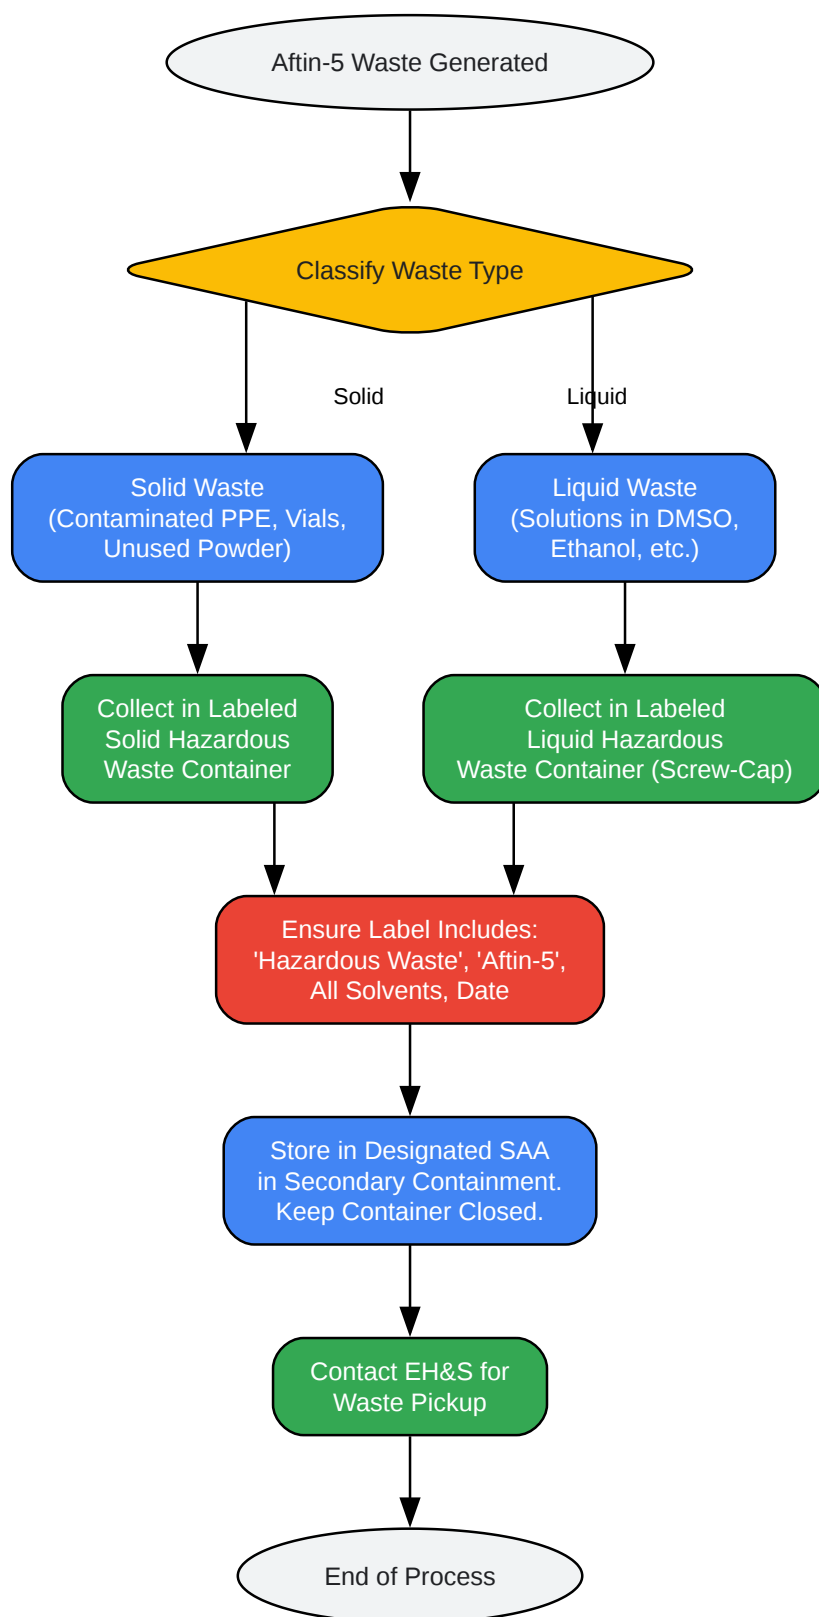 Aftin-5 Waste Generated
Classify Waste Type
Solid
Liquid
Solid Waste
(Contaminated PPE, Vials,
Unused Powder)
Liquid Waste
(Solutions in DMSO,
Ethanol, etc.)
Collect in Labeled
Solid Hazardous
Waste Container
Collect in Labeled
Liquid Hazardous
Waste Container (Screw-Cap)
Ensure Label Includes:
'Hazardous Waste', 'Aftin-5',
All Solvents, Date
Store in Designated SAA
in Secondary Containment.
Keep Container Closed.
Contact EH&S for
Waste Pickup
End of Process